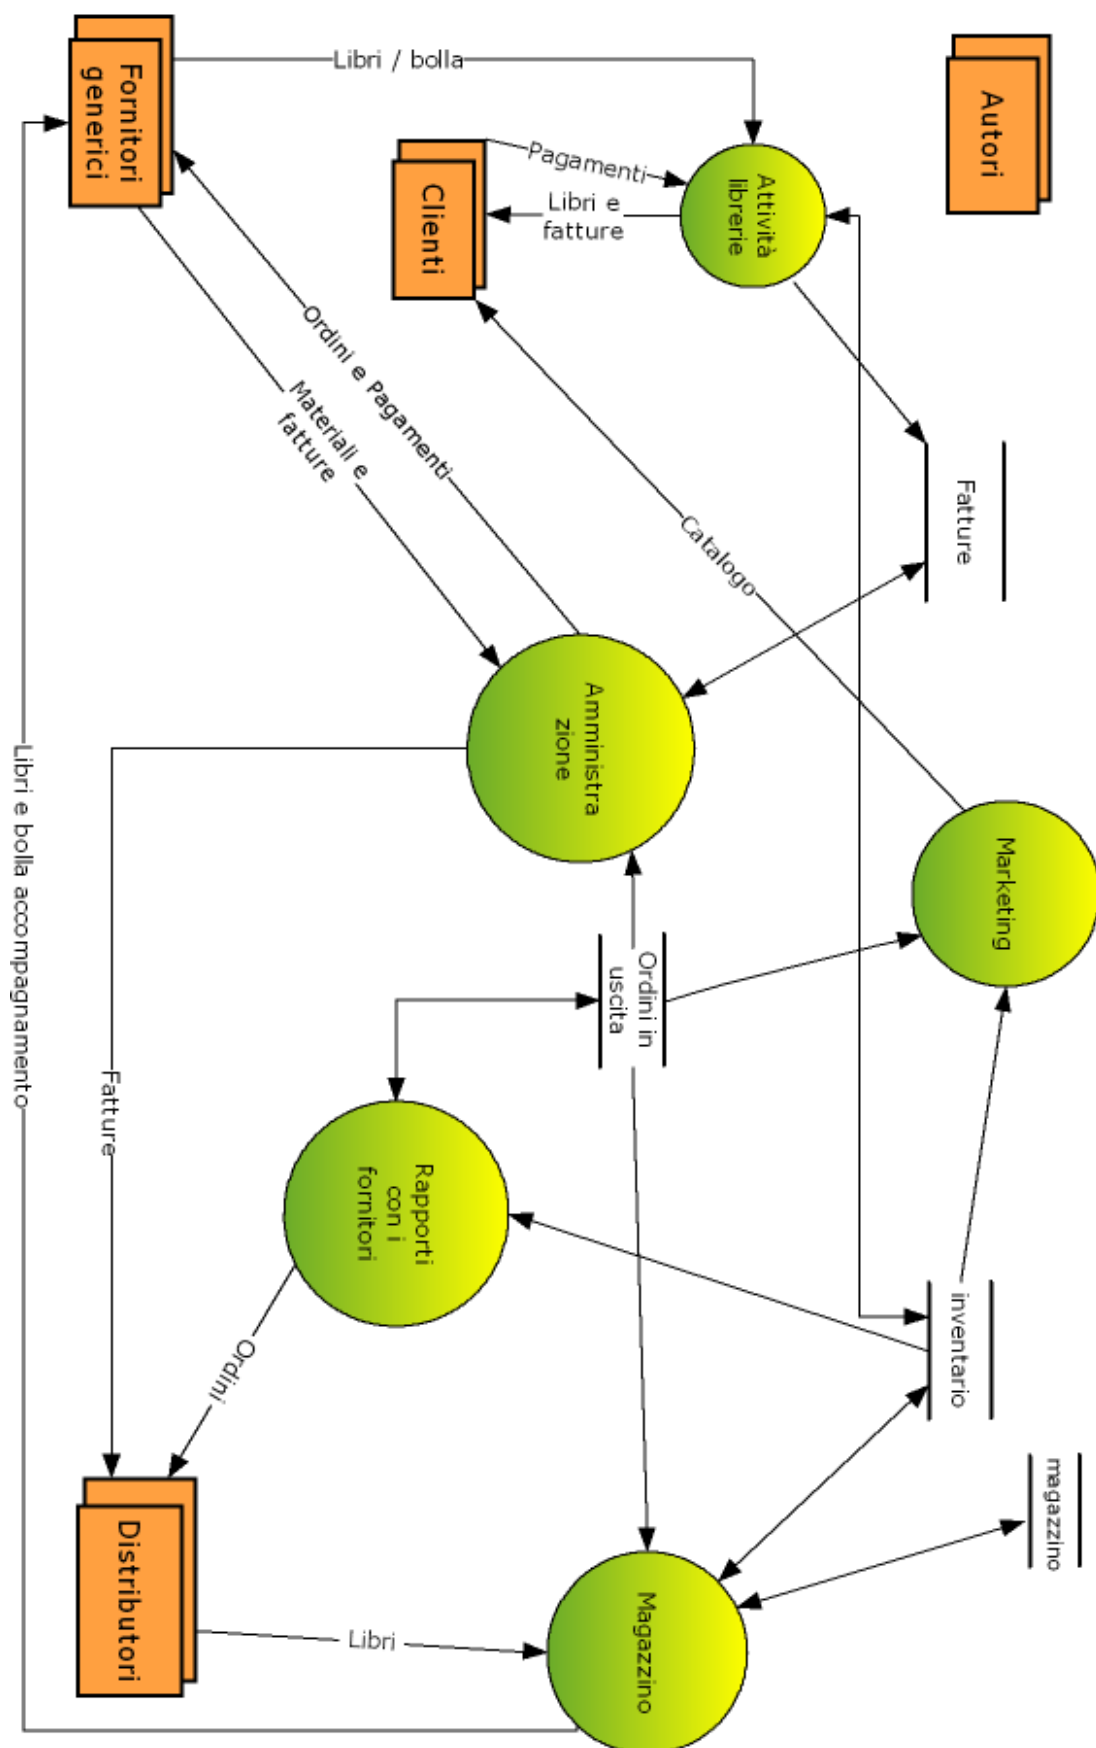 Autori
Libri / bolla
Fornitori
generici
Pagamenti
Libri e
fatture
Clienti
Attività
librerie
Ordini e Pagamenti
Materiali e
fatture
Fatture
Catalogo
Amministra
zione
Marketing
Libri e bolla accompagnamento
Ordini in
uscita
Fatture
Rapporti
con i
fornitori
inventario
Ordini
magazzino
Distributori
Libri
Magazzino